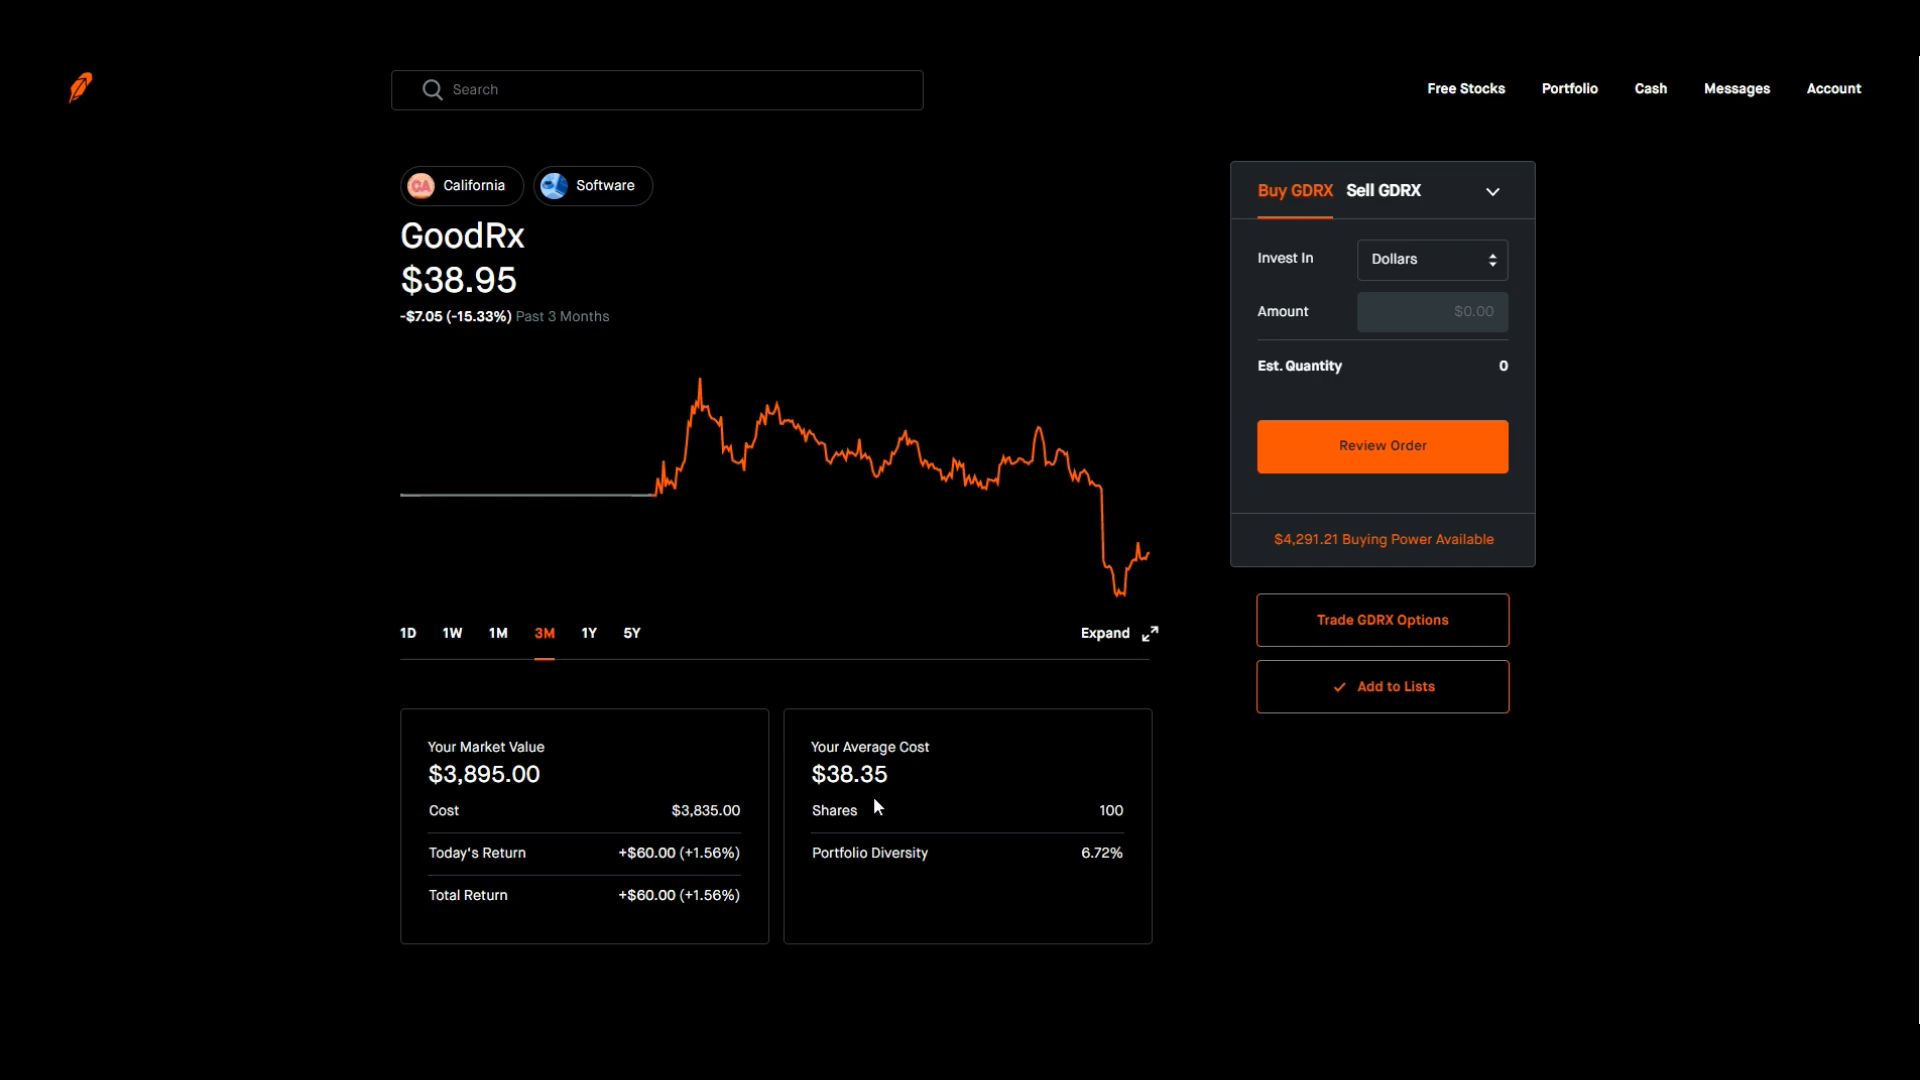 Search
Free Stocks Portfolio Cash Messages Account
CA California Software
GoodRx
$38.95
-$7.05 (-15.33%) Past 3 Months
Buy GDRX Sell GDRX
Invest In Dollars
Amount $0.00
Est. Quantity 0
Review Order
$4,291.21 Buying Power Available
1D 1W 1M 3M 1Y 5Y Expand
Trade GDRX Options
Add to Lists
Your Market Value
$3,895.00
Cost $3,835.00
Today's Return +$60.00 (+1.56%)
Total Return +$60.00 (+1.56%)
Your Average Cost
$38.35
Shares 100
Portfolio Diversity 6.72%